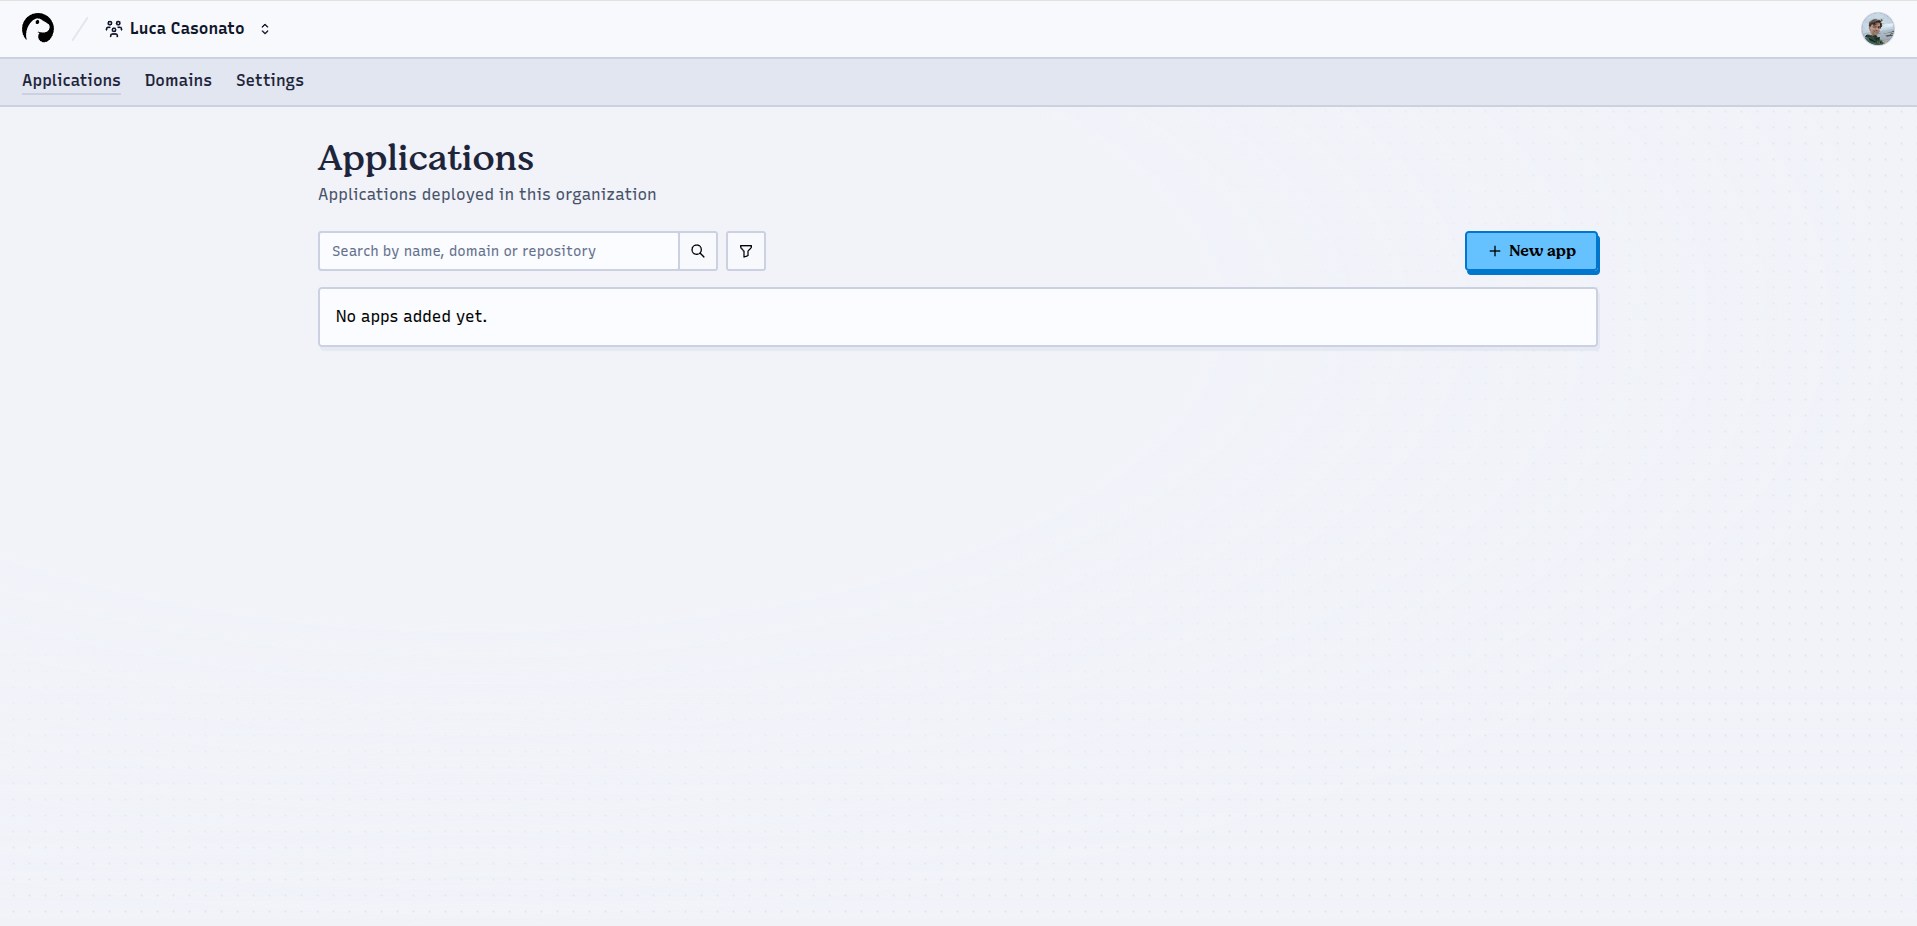 Luca Casonato
Applications Domains Settings
Applications
Applications deployed in this organization
Search by name, domain or repository
New app
No apps added yet.